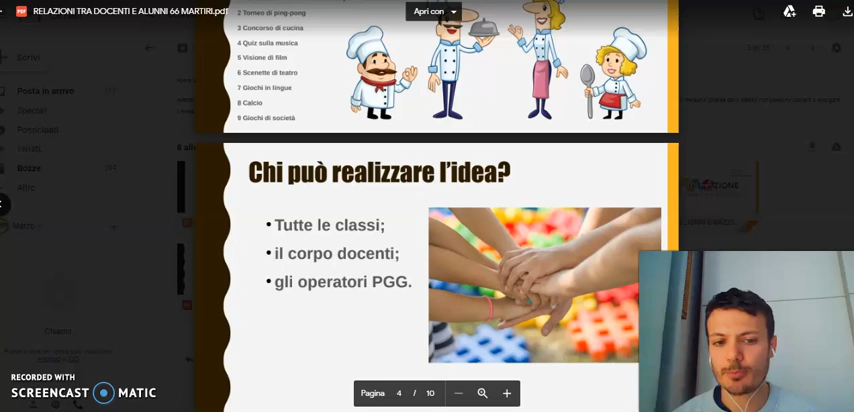 RELAZIONI TRA DOCENTI E ALUNNI 66 MARTIRI.pdf
Apri con
2 Torneo di ping-pong
3 Concorso di cucina
4 Quiz sulla musica
5 Visione di film
6 Scenette di teatro
7 Giochi in lingue
8 Calcio
9 Giochi di società
Scrivi
Posta in arrivo
Speciali
Posticipati
Inviati
Bozze
Altro
Chi può realizzare l'idea?
• Tutte le classi;
• il corpo docenti;
• gli operatori PGG.
Pagina 4 / 10
RECORDED WITH
SCREENCAST MATIC